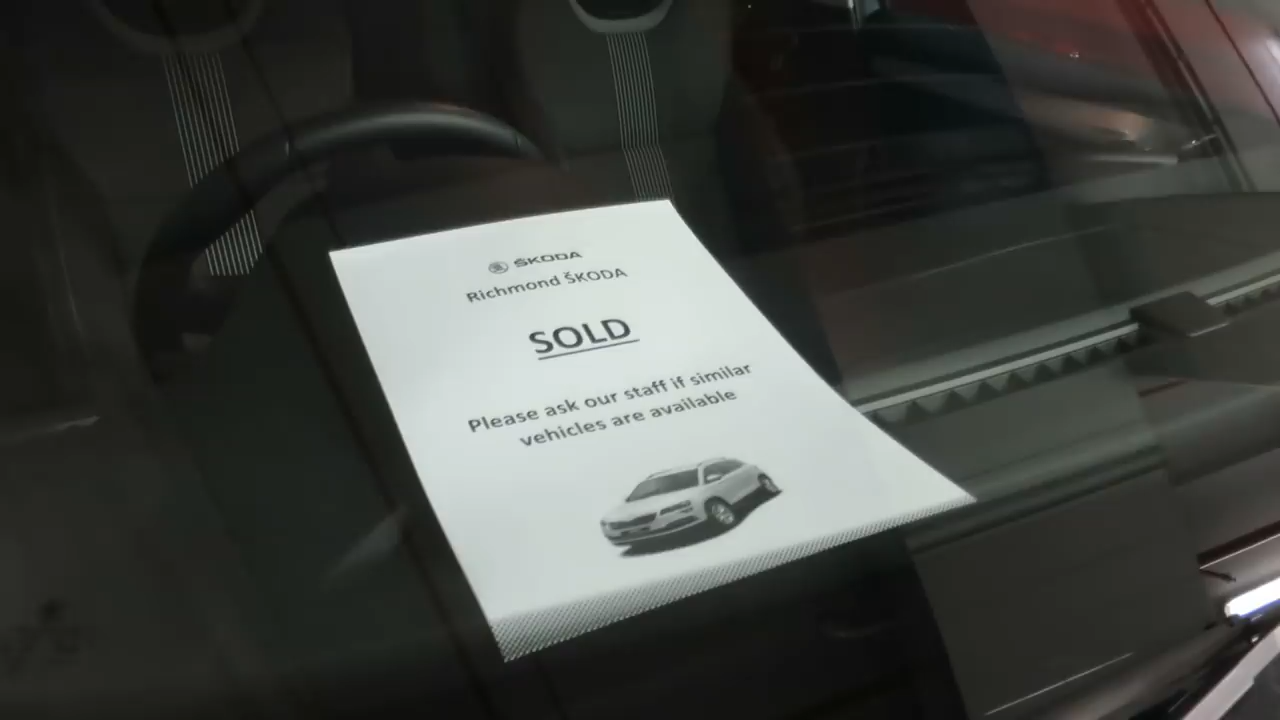 ŠKODA
Richmond ŠKODA
SOLD
Please ask our staff if similar
vehicles are available